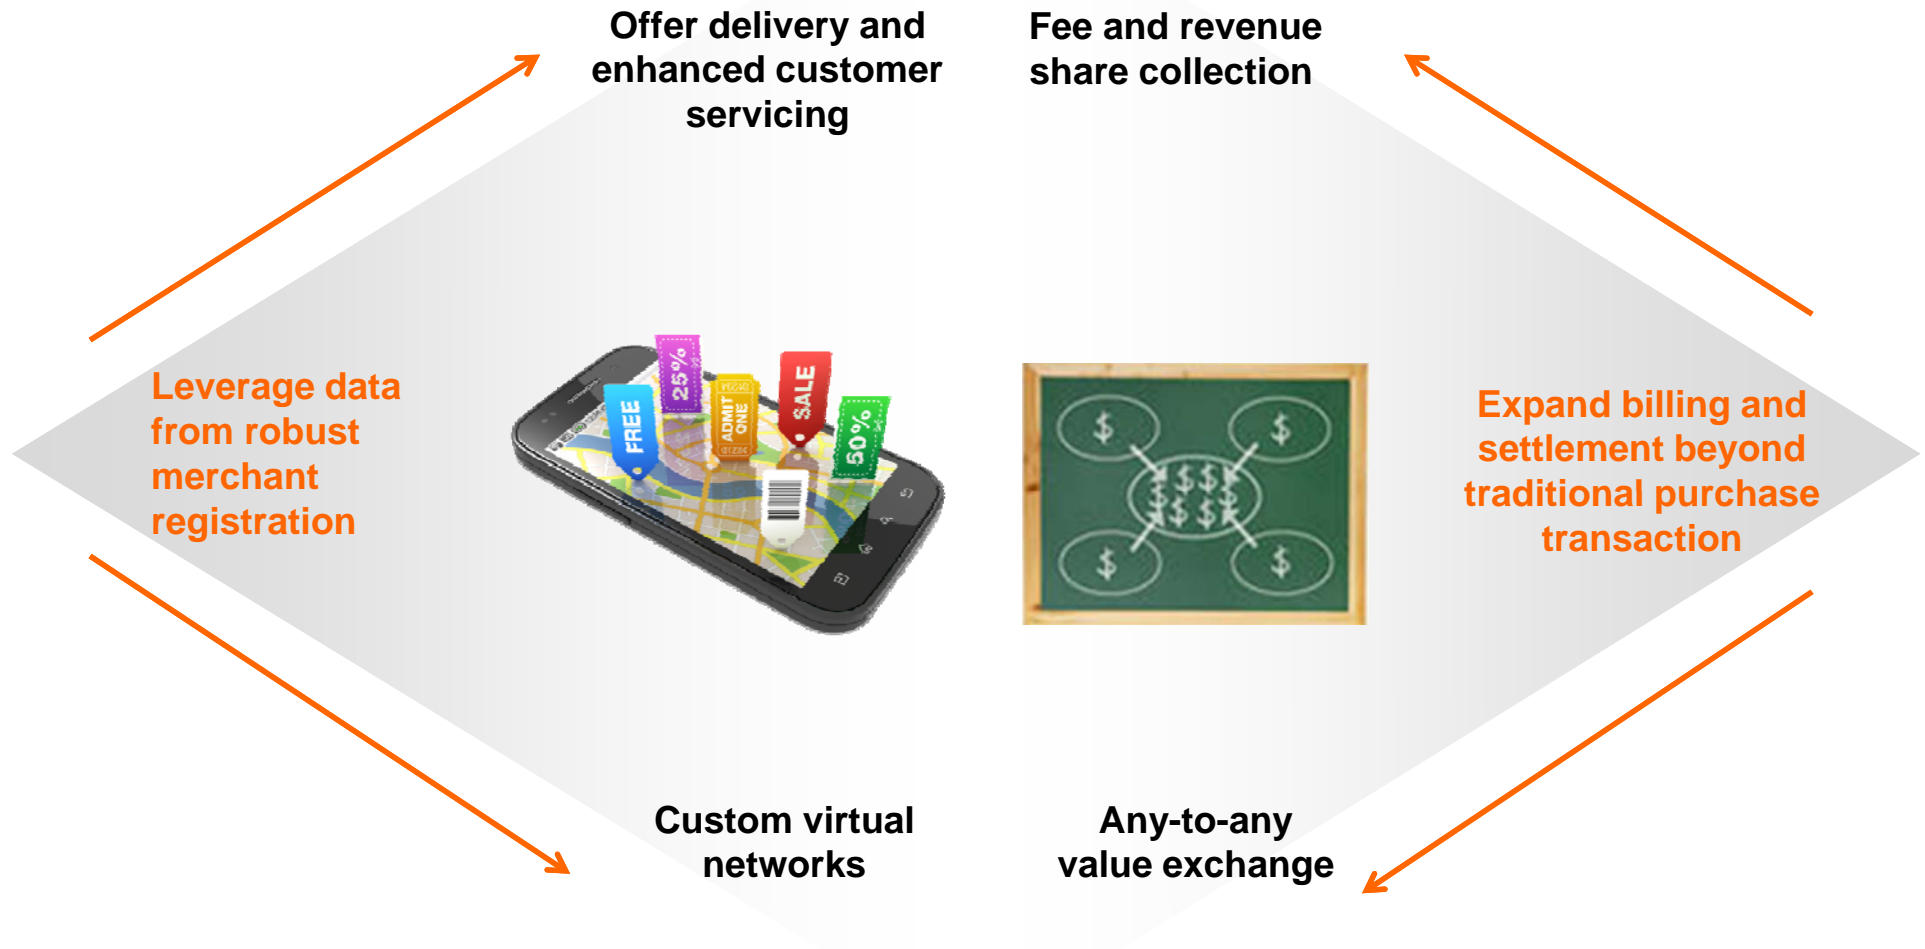 Offer delivery and
enhanced customer
servicing
Fee and revenue
share collection
Leverage data
from robust
merchant
registration
25%
FREE
ADMIT
ONE
SALE
50%
$ $
$ $ $
$ $
$ $ $
$ $
Expand billing and
settlement beyond
traditional purchase
transaction
Custom virtual
networks
Any-to-any
value exchange